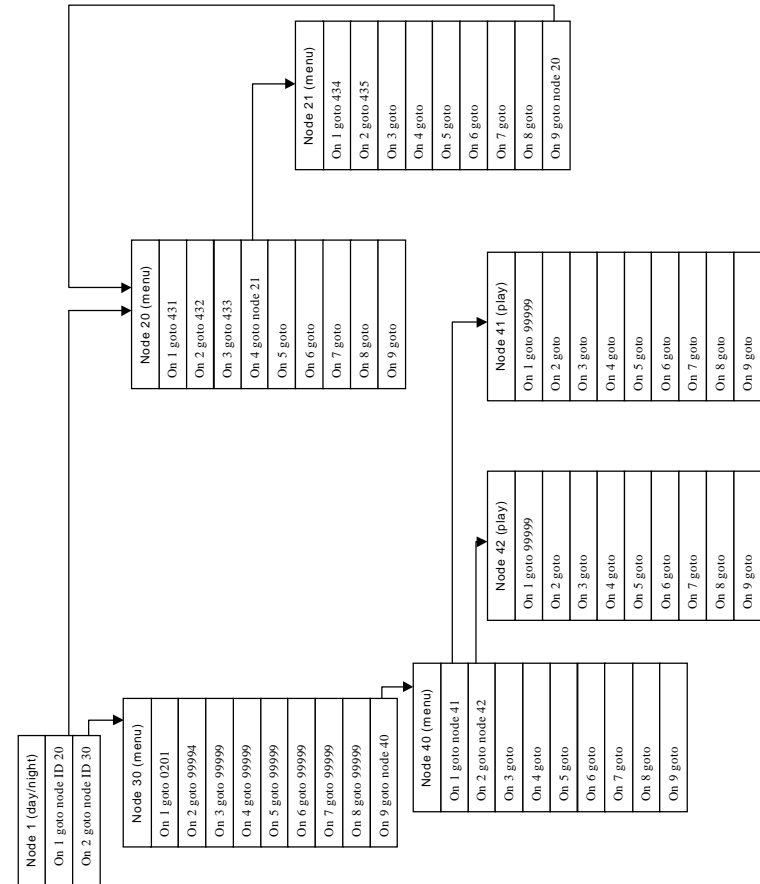 Node 1 (day/night)
On 1 goto node ID 20
On 2 goto node ID 30
Node 20 (menu)
On 1 goto 431
On 2 goto 432
On 3 goto 433
On 4 goto node 21
On 5 goto
On 6 goto
On 7 goto
On 8 goto
On 9 goto
Node 21 (menu)
On 1 goto 434
On 2 goto 435
On 3 goto
On 4 goto
On 5 goto
On 6 goto
On 7 goto
On 8 goto
On 9 goto node 20
Node 30 (menu)
On 1 goto 0201
On 2 goto 99994
On 3 goto 99999
On 4 goto 99999
On 5 goto 99999
On 6 goto 99999
On 7 goto 99999
On 8 goto 99999
On 9 goto node 40
Node 40 (menu)
On 1 goto node 41
On 2 goto node 42
On 3 goto
On 4 goto
On 5 goto
On 6 goto
On 7 goto
On 8 goto
On 9 goto
Node 42 (play)
On 1 goto 99999
On 2 goto
On 3 goto
On 4 goto
On 5 goto
On 6 goto
On 7 goto
On 8 goto
On 9 goto
Node 41 (play)
On 1 goto 99999
On 2 goto
On 3 goto
On 4 goto
On 5 goto
On 6 goto
On 7 goto
On 8 goto
On 9 goto